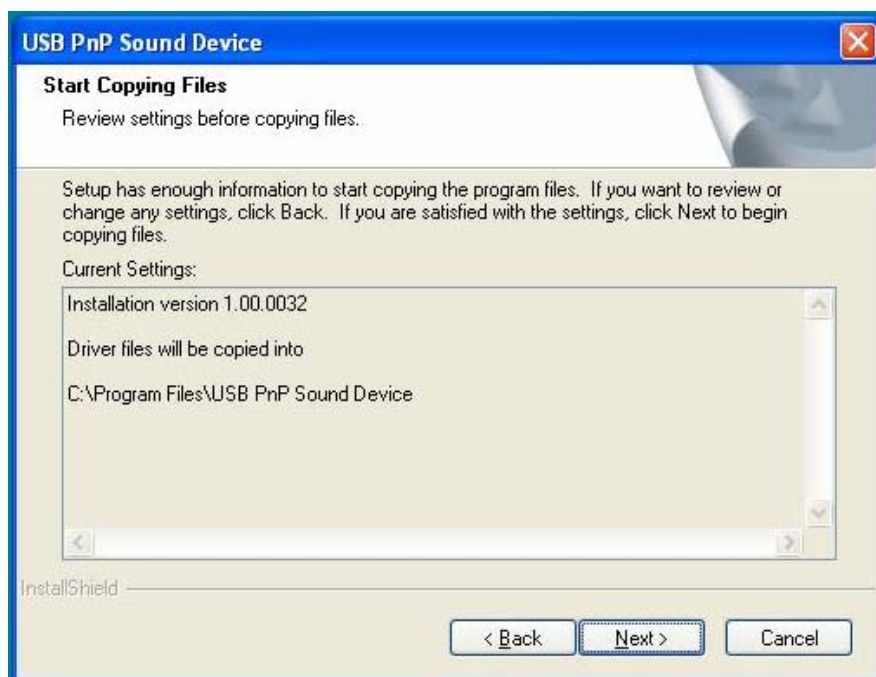 USB PnP Sound Device
Start Copying Files
Review settings before copying files.
Setup has enough information to start copying the program files.  If you want to review or
change any settings, click Back.  If you are satisfied with the settings, click Next to begin
copying files.
Current Settings:
Installation version 1.00.0032
Driver files will be copied into
C:\Program Files\USB PnP Sound Device
InstallShield
< Back
Next >
Cancel